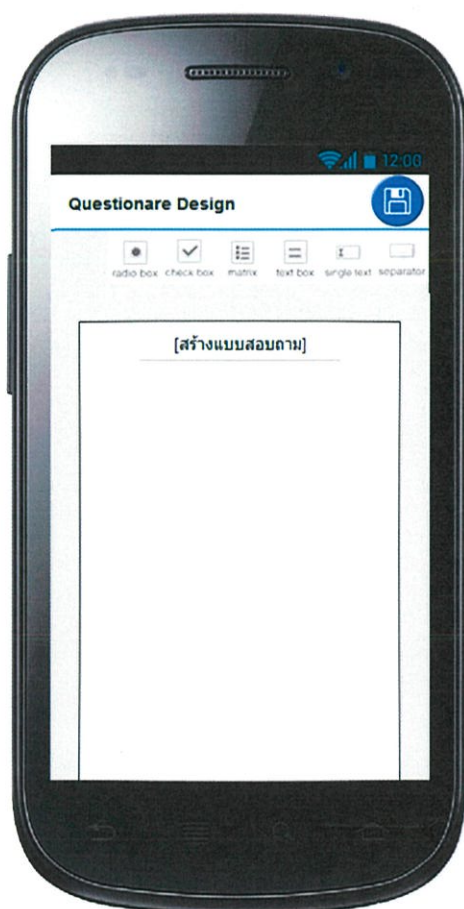 12:00
Questionare Design
radio box check box matrix text box single text separator
[สร้างแบบสอบถาม]